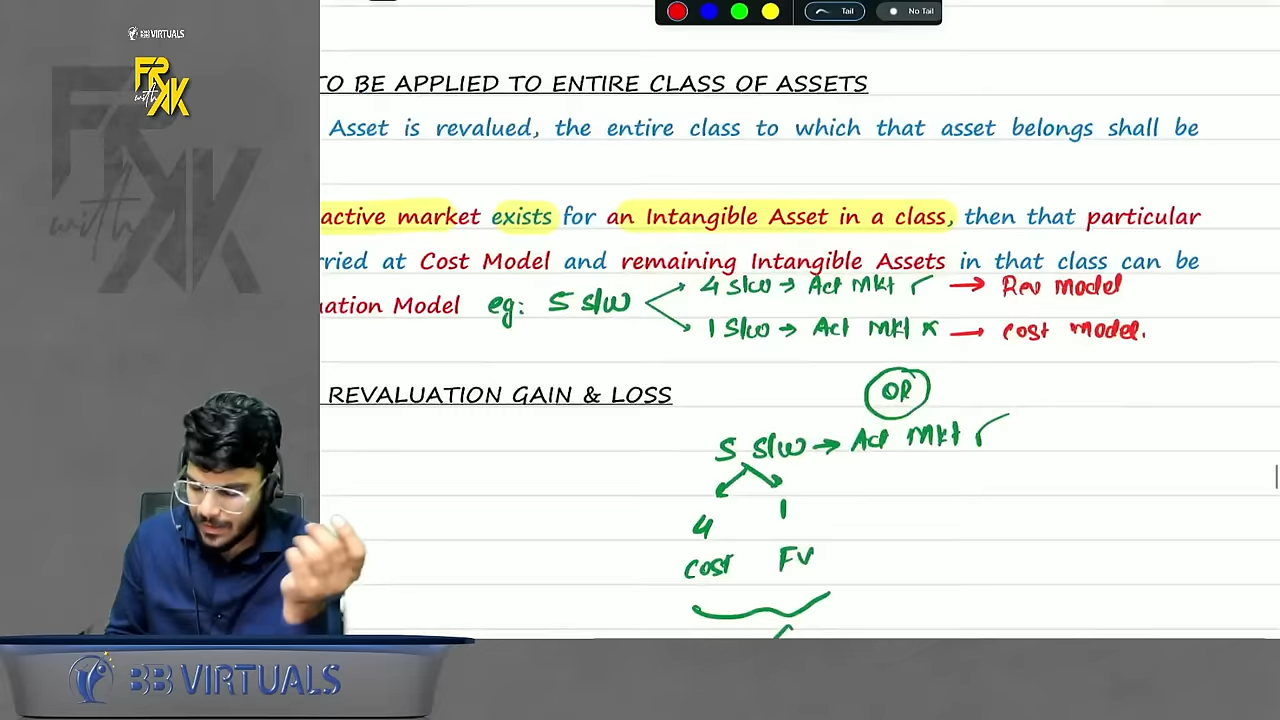 Tail
No Tail
BB VIRTUALS
FR
with AK
TO BE APPLIED TO ENTIRE CLASS OF ASSETS
Asset is revalued, the entire class to which that asset belongs shall be
active market exists for an Intangible Asset in a class, then that particular
rried at Cost Model and remaining Intangible Assets in that class can be
uation Model eg: 5 S/w
4 S/w → Act Mkt ✓ → Rev Model
1 S/w → Act Mkt × → Cost Model.
REVALUATION GAIN & LOSS
OR
5 S/w → Act Mkt ✓
4 1
Cost FV
BB VIRTUALS